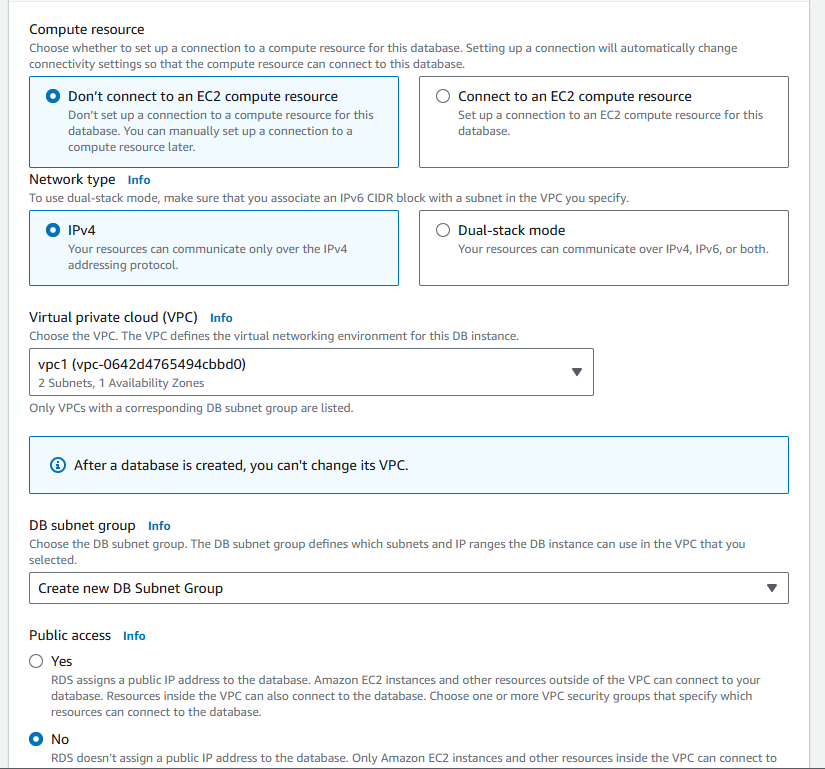 Compute resource
Choose whether to set up a connection to a compute resource for this database. Setting up a connection will automatically change
connectivity settings so that the compute resource can connect to this database.
Don't connect to an EC2 compute resource
Don't set up a connection to a compute resource for this
database. You can manually set up a connection to a
compute resource later.
Connect to an EC2 compute resource
Set up a connection to an EC2 compute resource for this
database.
Network type Info
To use dual-stack mode, make sure that you associate an IPv6 CIDR block with a subnet in the VPC you specify.
IPv4
Your resources can communicate only over the IPv4
addressing protocol.
Dual-stack mode
Your resources can communicate over IPv4, IPv6, or both.
Virtual private cloud (VPC) Info
Choose the VPC. The VPC defines the virtual networking environment for this DB instance.
vpc1 (vpc-0642d4765494cbbd0)
2 Subnets, 1 Availability Zones
Only VPCs with a corresponding DB subnet group are listed.
After a database is created, you can't change its VPC.
DB subnet group Info
Choose the DB subnet group. The DB subnet group defines which subnets and IP ranges the DB instance can use in the VPC that you
selected.
Create new DB Subnet Group
Public access Info
Yes
RDS assigns a public IP address to the database. Amazon EC2 instances and other resources outside of the VPC can connect to your
database. Resources inside the VPC can also connect to the database. Choose one or more VPC security groups that specify which
resources can connect to the database.
No
RDS doesn't assign a public IP address to the database. Only Amazon EC2 instances and other resources inside the VPC can connect to